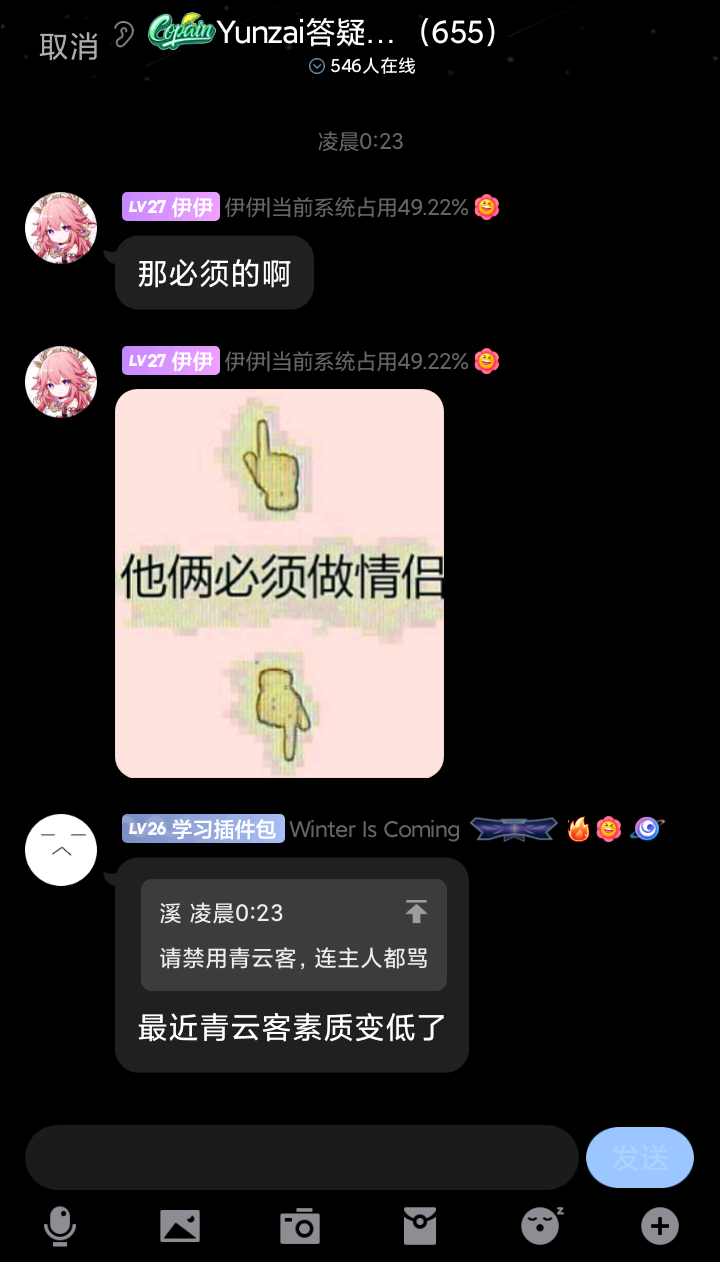 取消
Copain Yunzai答疑…（655）
546人在线
凌晨0:23
LV27 伊伊 伊伊|当前系统占用49.22%
那必须的啊
LV27 伊伊 伊伊|当前系统占用49.22%
他俩必须做情侣
LV26 学习插件包 Winter Is Coming
溪 凌晨0:23
请禁用青云客，连主人都骂
最近青云客素质变低了
发送